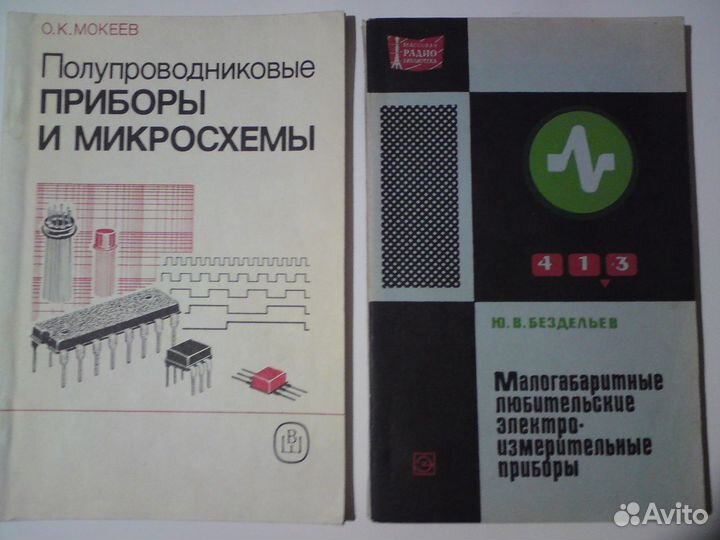 О.К.МОКЕЕВ
Полупроводниковые
ПРИБОРЫ
И МИКРОСХЕМЫ
МАССОВАЯ
РАДИО
БИБЛИОТЕКА
4 1 3
Ю.В.БЕЗДЕЛЬЕВ
Малогабаритные
любительские
электро-
измерительные
приборы
Avito